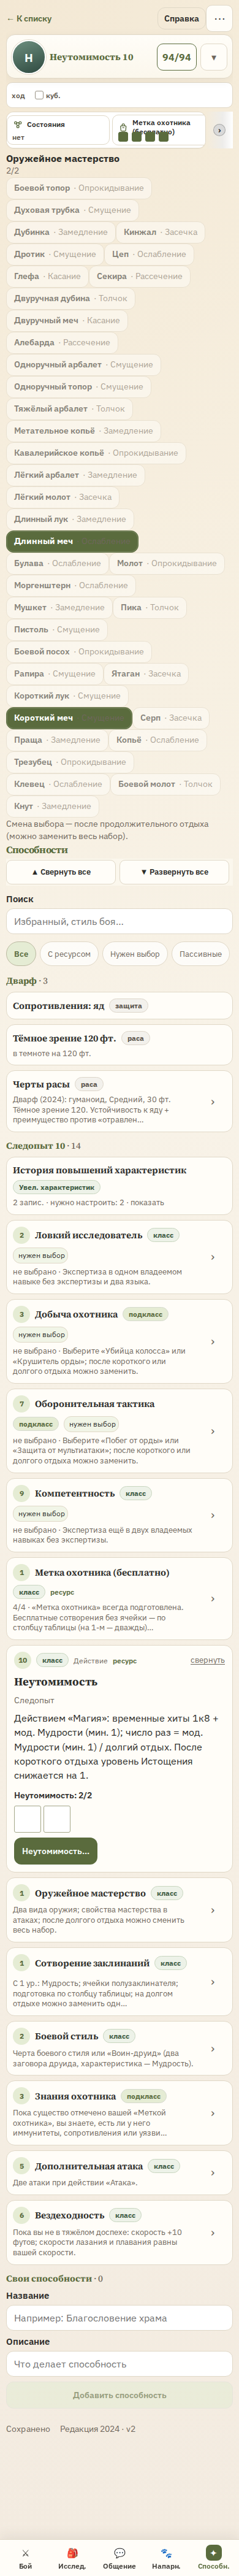 ← К списку
Справка
...
Н
Неутомимость 10
94/94
▼
ход
куб.
Состояния
нет
Метка охотника
(бесплатно)
Оружейное мастерство
2/2
Боевой топор · Опрокидывание
Духовая трубка · Смущение
Дубинка · Замедление Кинжал · Засечка
Дротик · Смущение Цеп · Ослабление
Глефа · Касание Секира · Рассечение
Двуручная дубина · Толчок
Двуручный меч · Касание
Алебарда · Рассечение
Одноручный арбалет · Смущение
Одноручный топор · Смущение
Тяжёлый арбалет · Толчок
Метательное копьё · Замедление
Кавалерийское копьё · Опрокидывание
Лёгкий арбалет · Замедление
Лёгкий молот · Засечка
Длинный лук · Замедление
Длинный меч
Булава · Ослабление Молот · Опрокидывание
Моргенштерн · Ослабление
Мушкет · Замедление Пика · Толчок
Пистоль · Смущение
Боевой посох · Опрокидывание
Рапира · Смущение Ятаган · Засечка
Короткий лук · Смущение
Короткий меч Серп · Засечка
Праща · Замедление Копьё · Ослабление
Трезубец · Опрокидывание
Клевец · Ослабление Боевой молот · Толчок
Кнут · Замедление
Смена выбора — после продолжительного отдыха
(можно заменить весь набор).
Способности
▲ Свернуть все
▼ Развернуть все
Поиск
Избранный, стиль боя...
Все
С ресурсом
Нужен выбор
Пассивные
Дварф · 3
Сопротивления: яд защита
Тёмное зрение 120 фт. раса
в темноте на 120 фт.
Черты расы раса
Дварф (2024): гуманоид, Средний, 30 фт.
Тёмное зрение 120. Устойчивость к яду +
преимущество против «отравлен...
Следопыт 10 · 14
История повышений характеристик
Увел. характеристик
2 запис. · нужно настроить: 2 · показать
2 Ловкий исследователь класс
нужен выбор
не выбрано · Экспертиза в одном владеемом
навыке без экспертизы и два языка.
3 Добыча охотника подкласс
нужен выбор
не выбрано · Выберите «Убийца колосса» или
«Крушитель орды»; после короткого или
долгого отдыха можно заменить.
7 Оборонительная тактика
подкласс нужен выбор
не выбрано · Выберите «Побег от орды» или
«Защита от мультиатаки»; после короткого или
долгого отдыха можно заменить.
9 Компетентность класс
нужен выбор
не выбрано · Экспертиза ещё в двух владеемых
навыках без экспертизы.
1 Метка охотника (бесплатно)
класс ресурс
4/4 · «Метка охотника» всегда подготовлена.
Бесплатные сотворения без ячейки — по
столбцу таблицы (на 1-м — дважды)...
10 класс Действие ресурс свернуть
Неутомимость
Следопыт
Действием «Магия»: временные хиты 1к8 +
мод. Мудрости (мин. 1); число раз = мод.
Мудрости (мин. 1) / долгий отдых. После
короткого отдыха уровень Истощения
снижается на 1.
Неутомимость: 2/2
Неутомимость...
1 Оружейное мастерство класс
Два вида оружия; свойства мастерства в
атаках; после долгого отдыха можно сменить
весь набор.
1 Сотворение заклинаний класс
С 1 ур.: Мудрость; ячейки полузаклинателя;
подготовка по столбцу таблицы; на долгом
отдыхе можно заменить одн...
2 Боевой стиль класс
Черта боевого стиля или «Воин-друид» (два
заговора друида, характеристика — Мудрость).
3 Знания охотника подкласс
Пока существо отмечено вашей «Меткой
охотника», вы знаете, есть ли у него
иммунитеты, сопротивления или уязви...
5 Дополнительная атака класс
Две атаки при действии «Атака».
6 Вездеходность класс
Пока вы не в тяжёлом доспехе: скорость +10
футов; скорости лазания и плавания равны
вашей скорости.
Свои способности · 0
Название
Например: Благословение храма
Описание
Что делает способность
Добавить способность
Сохранено Редакция 2024 · v2
Бой
Исслед.
Общение
Напарн.
Способн.